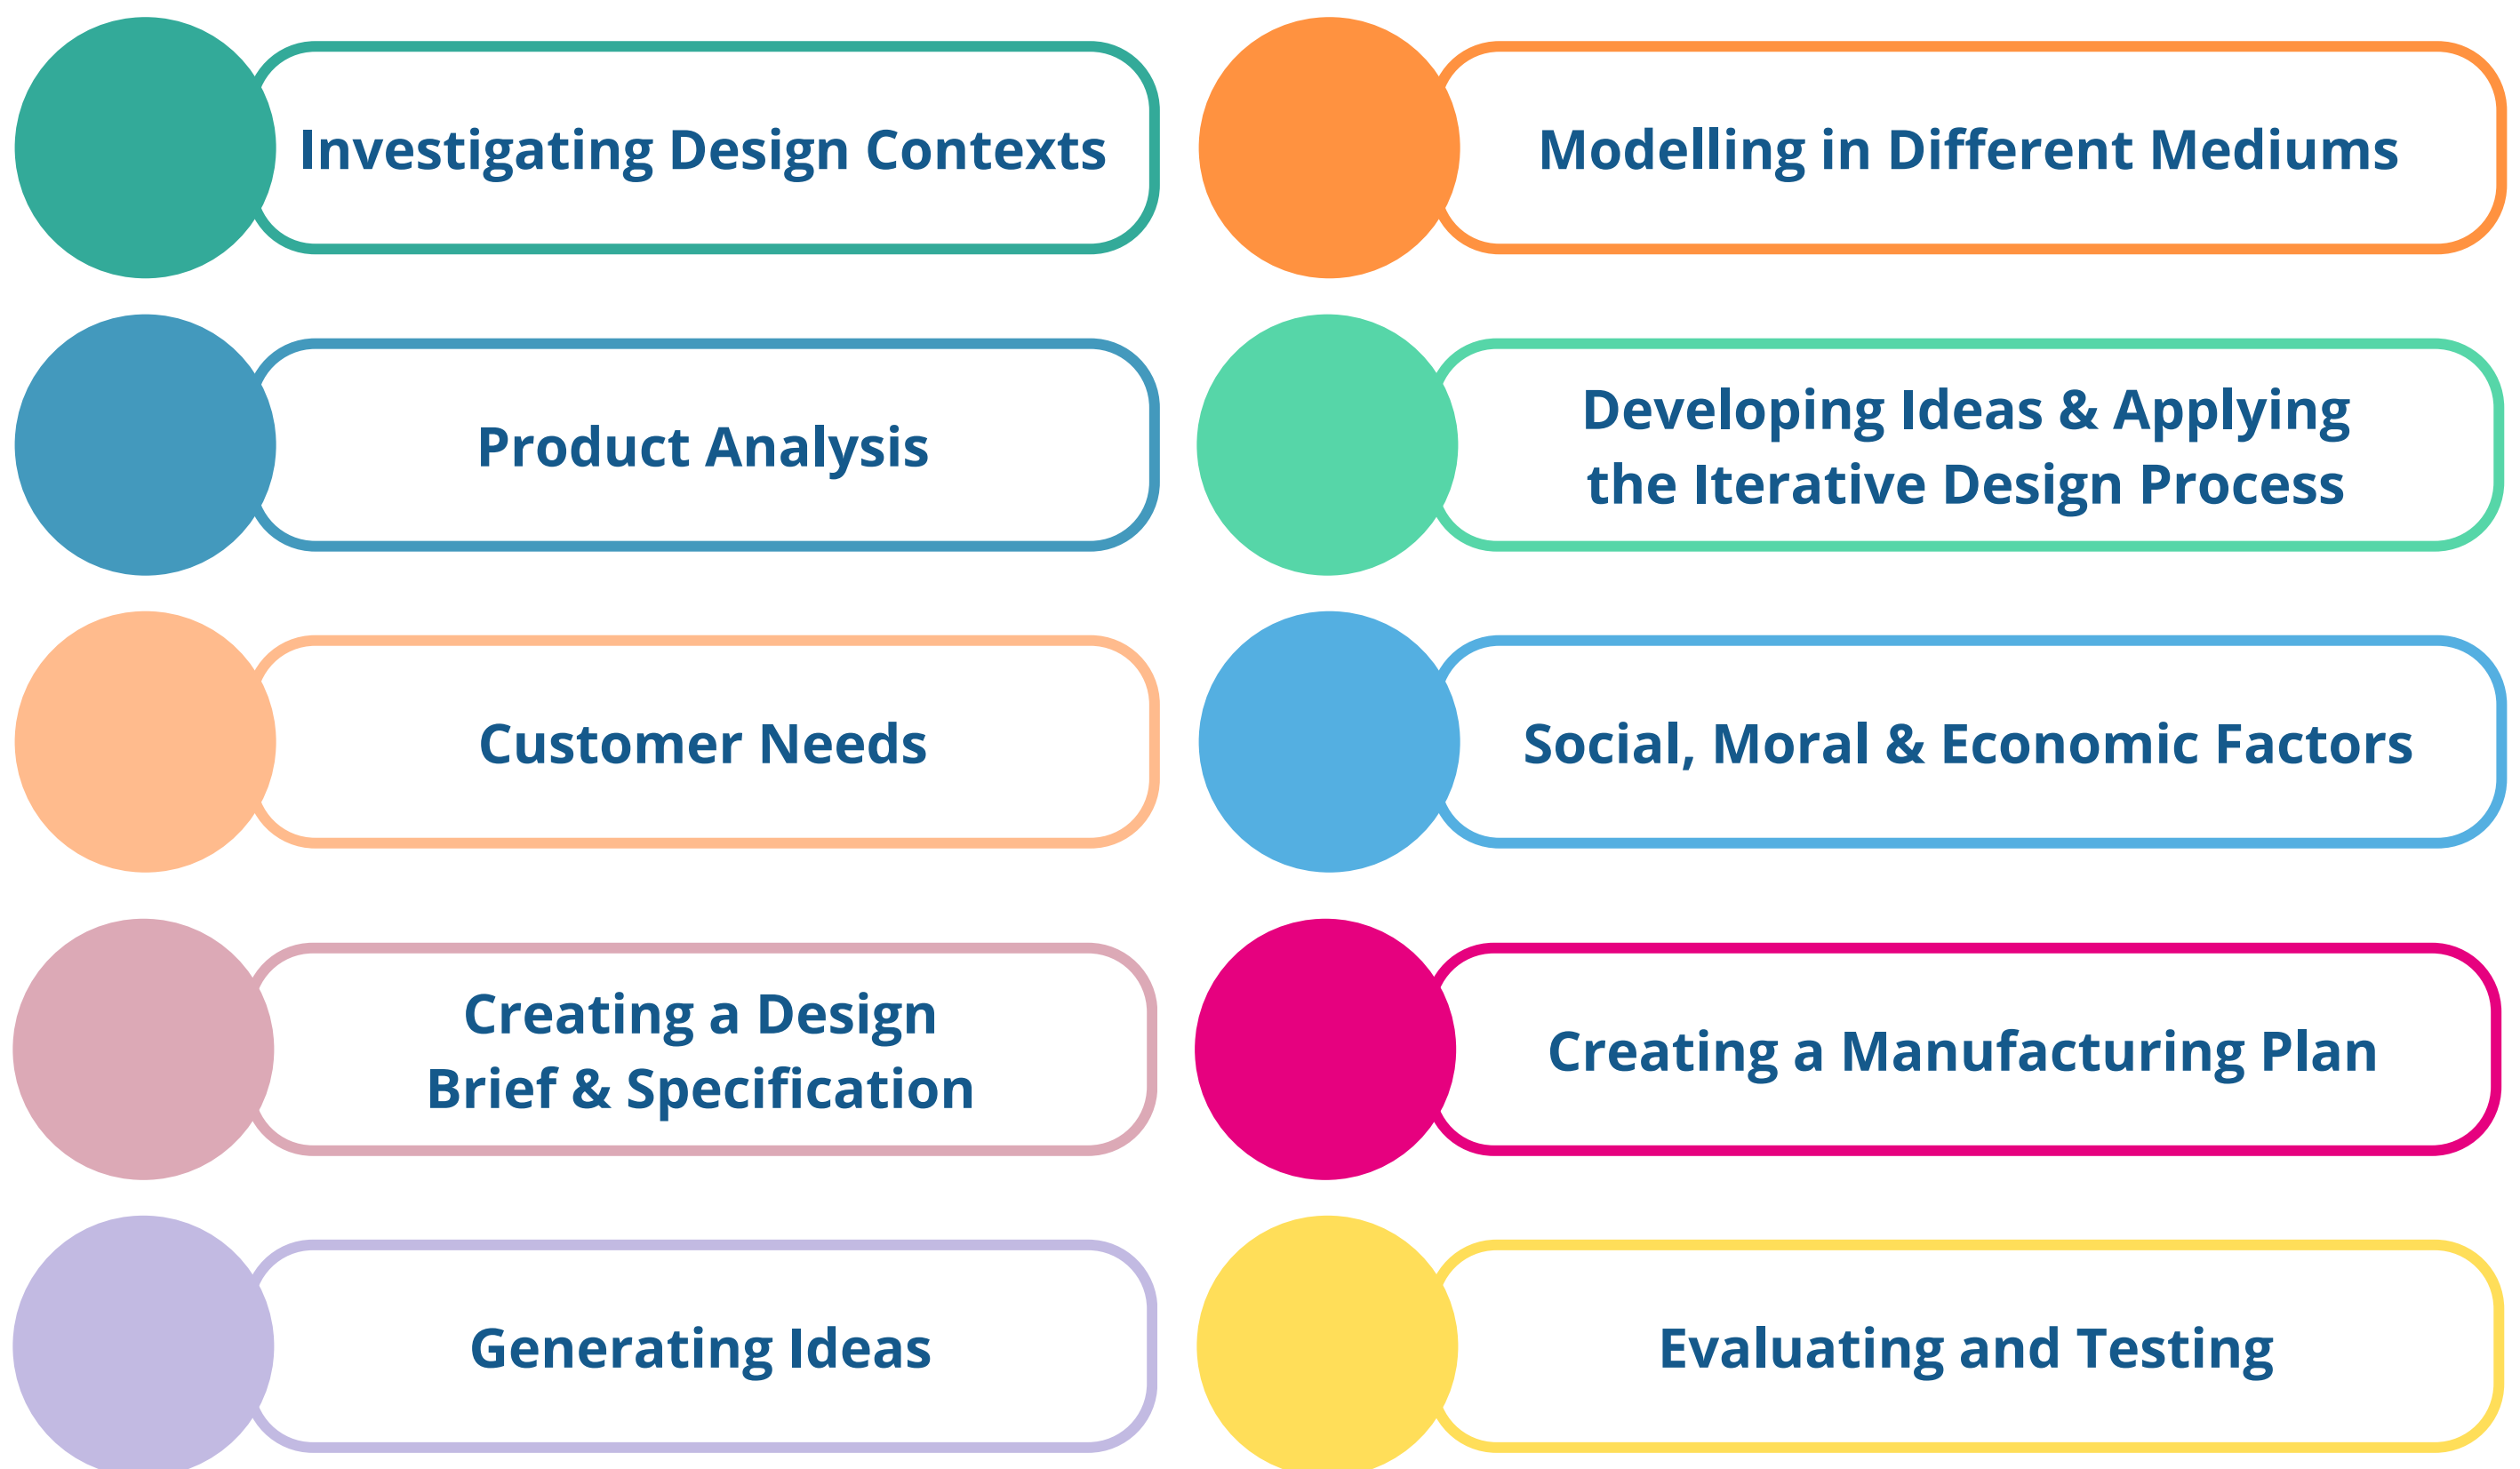 Investigating Design Contexts
Product Analysis
Customer Needs
Creating a Design
Brief & Specification
Generating Ideas
Modelling in Different Mediums
Developing Ideas & Applying
the Iterative Design Process
Social, Moral & Economic Factors
Creating a Manufacturing Plan
Evaluating and Testing